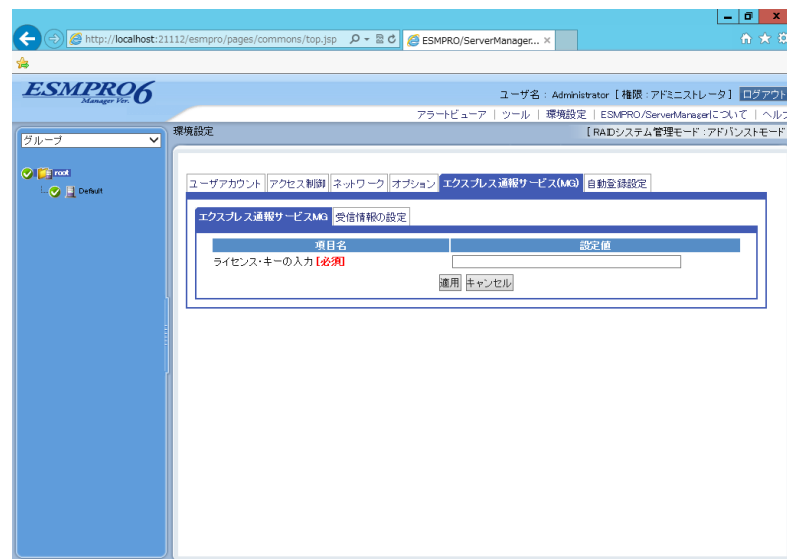 http://localhost:21112/esmpro/pages/commons/top.jsp
ESMPRO/ServerManager... ×
ESMPRO6
Manager Ver.
ユーザ名 : Administrator [ 権限 : アドミニストレータ ] ログアウト
アラートビューア | ツール | 環境設定 | ESMPRO/ServerManagerについて | ヘルプ
グループ
環境設定
[ RAIDシステム管理モード : アドバンストモード
root
Default
ユーザアカウント アクセス制御 ネットワーク オプション エクスプレス通報サービス(MG) 自動登録設定
エクスプレス通報サービスMG 受信情報の設定
項目名 設定値
ライセンス・キーの入力 [必須]
適用 キャンセル